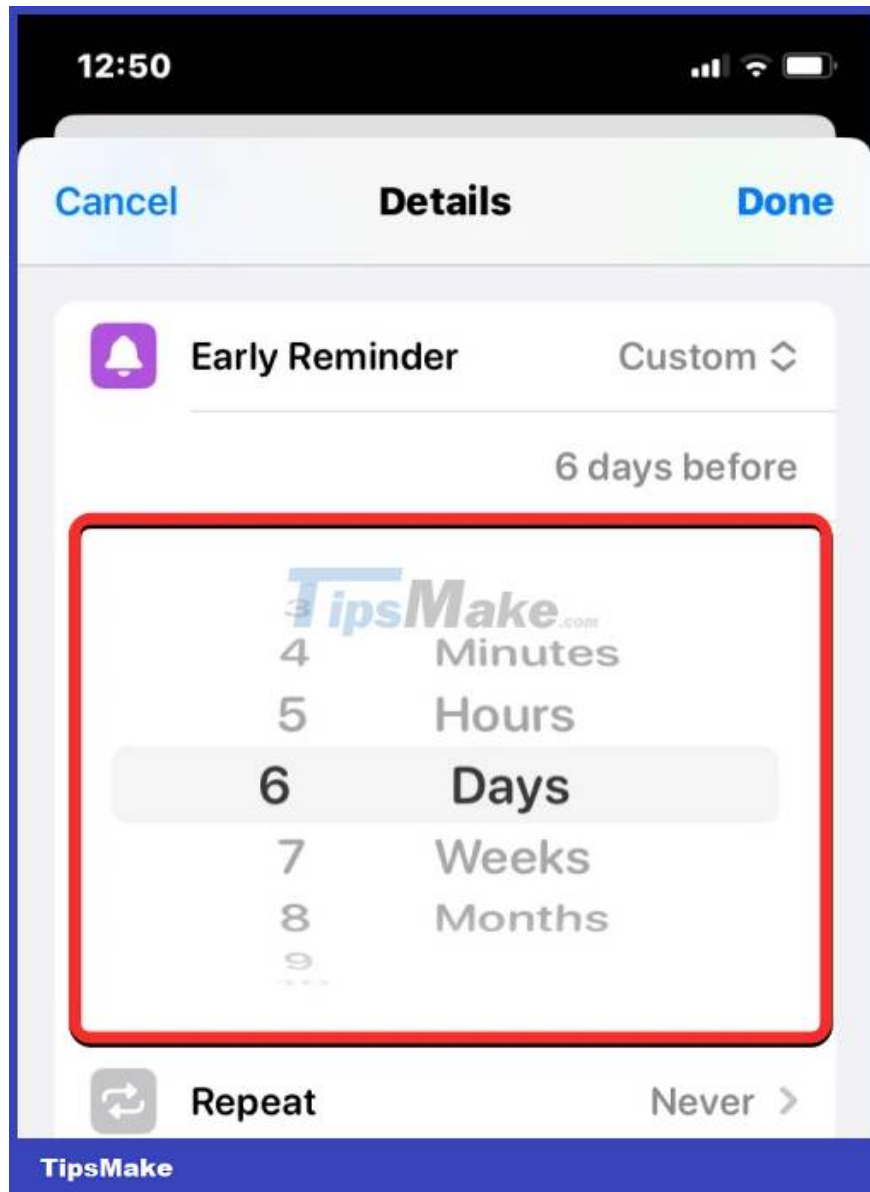 12:50
Cancel Details Done
Early Reminder Custom
6 days before
TipsMake.com
3
4 Minutes
5 Hours
6 Days
7 Weeks
8 Months
9
Repeat Never
TipsMake